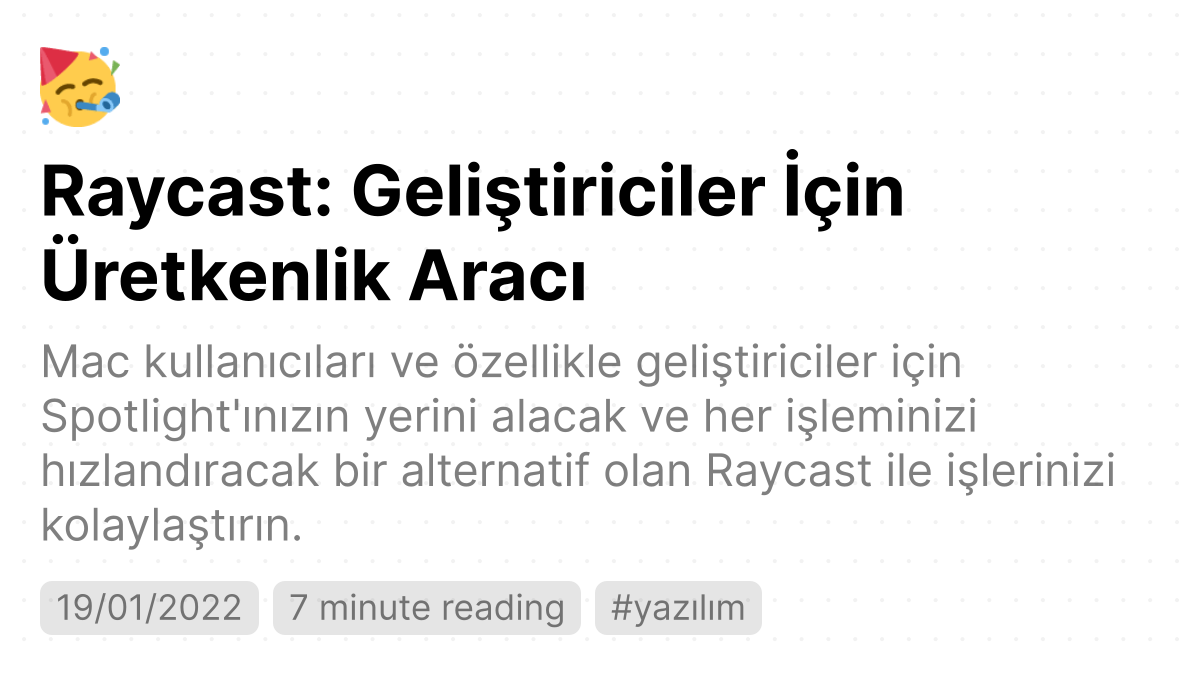 Raycast: Geliştiriciler İçin
Üretkenlik Aracı
Mac kullanıcıları ve özellikle geliştiriciler için
Spotlight'ınızın yerini alacak ve her işleminizi
hızlandıracak bir alternatif olan Raycast ile işlerinizi
kolaylaştırın.
19/01/2022 7 minute reading #yazılım